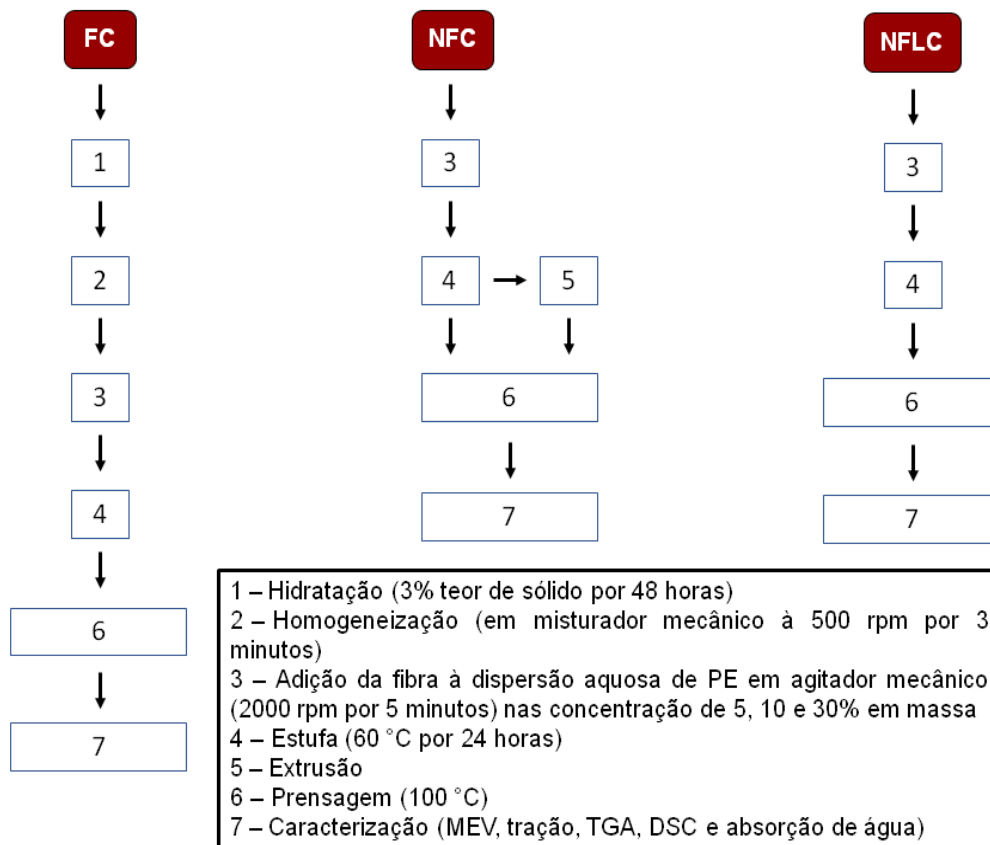 FC
NFC
NFLC
1
3
3
2
4
5
4
3
6
6
4
7
7
6
7
1 – Hidratação (3% teor de sólido por 48 horas)
2 – Homogeneização (em misturador mecânico à 500 rpm por 3
minutos)
3 – Adição da fibra à dispersão aquosa de PE em agitador mecânico
(2000 rpm por 5 minutos) nas concentração de 5, 10 e 30% em massa
4 – Estufa (60 °C por 24 horas)
5 – Extrusão
6 – Prensagem (100 °C)
7 – Caracterização (MEV, tração, TGA, DSC e absorção de água)